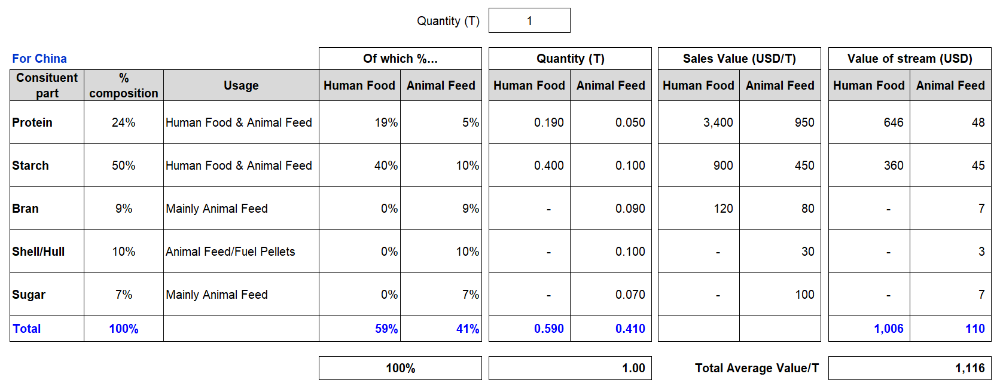 Quantity (T) 1
For China Of which %... Quantity (T) Sales Value (USD/T) Value of stream (USD)
Consituent part % composition Usage Human Food Animal Feed Human Food Animal Feed Human Food Animal Feed Human Food Animal Feed
Protein 24% Human Food & Animal Feed 19% 5% 0.190 0.050 3,400 950 646 48
Starch 50% Human Food & Animal Feed 40% 10% 0.400 0.100 900 450 360 45
Bran 9% Mainly Animal Feed 0% 9% - 0.090 120 80 - 7
Shell/Hull 10% Animal Feed/Fuel Pellets 0% 10% - 0.100 - 30 - 3
Sugar 7% Mainly Animal Feed 0% 7% - 0.070 - 100 - 7
Total 100% 59% 41% 0.590 0.410 1,006 110
100% 1.00 Total Average Value/T 1,116